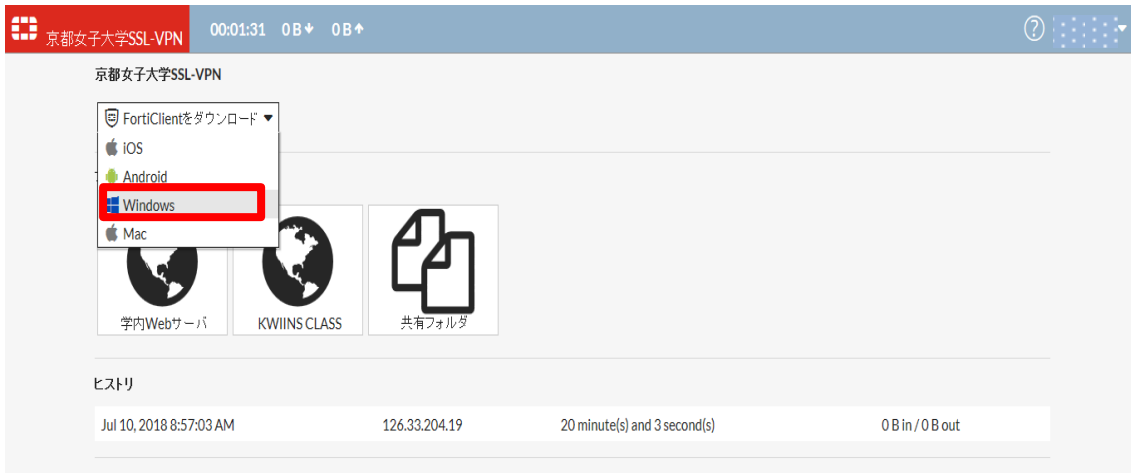 京都女子大学SSL-VPN 00:01:31 0 B 0 B
京都女子大学SSL-VPN
FortiClientをダウンロード
iOS
Android
Windows
Mac
学内Webサーバ KWIINS CLASS 共有フォルダ
ヒストリ
Jul 10, 2018 8:57:03 AM 126.33.204.19 20 minute(s) and 3 second(s) 0 B in / 0 B out